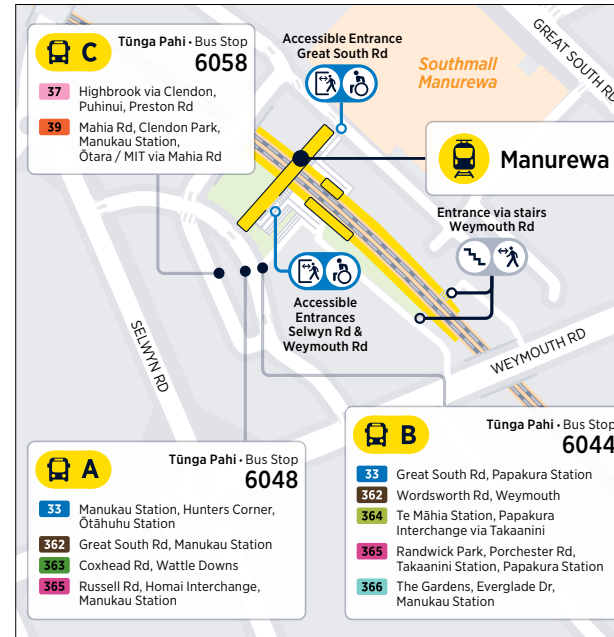 C
Tūnga Pahi • Bus Stop
6058
37 Highbrook via Clendon,
Puhinui, Preston Rd
39 Mahia Rd, Clendon Park,
Manukau Station,
Ōtara / MIT via Mahia Rd
Accessible Entrance
Great South Rd
Southmall
Manurewa
GREAT SOUTH RD
Manurewa
Entrance via stairs
Weymouth Rd
Accessible
Entrances
Selwyn Rd &
Weymouth Rd
SELWYN RD
WEYMOUTH RD
A
Tūnga Pahi • Bus Stop
6048
33 Manukau Station, Hunters Corner,
Ōtāhuhu Station
362 Great South Rd, Manukau Station
363 Coxhead Rd, Wattle Downs
365 Russell Rd, Homai Interchange,
Manukau Station
B
Tūnga Pahi • Bus Stop
6044
33 Great South Rd, Papakura Station
362 Wordsworth Rd, Weymouth
364 Te Māhia Station, Papakura
Interchange via Takaanini
365 Randwick Park, Porchester Rd,
Takaanini Station, Papakura Station
366 The Gardens, Everglade Dr,
Manukau Station